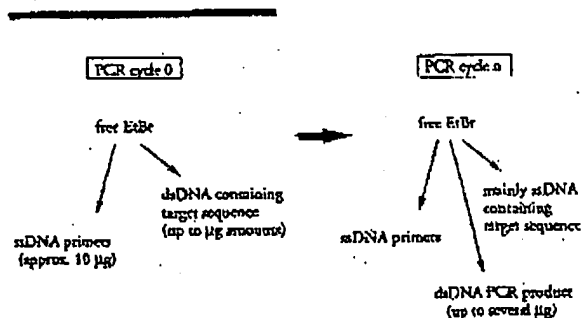 PCR cycle 0
free EtBr
ssDNA primers
(approx. 10 μg)
dsDNA containing
target sequence
(up to μg amounts)
PCR cycle n
free EtBr
ssDNA primers
mainly ssDNA
containing
target sequence
dsDNA PCR product
(up to several μg)